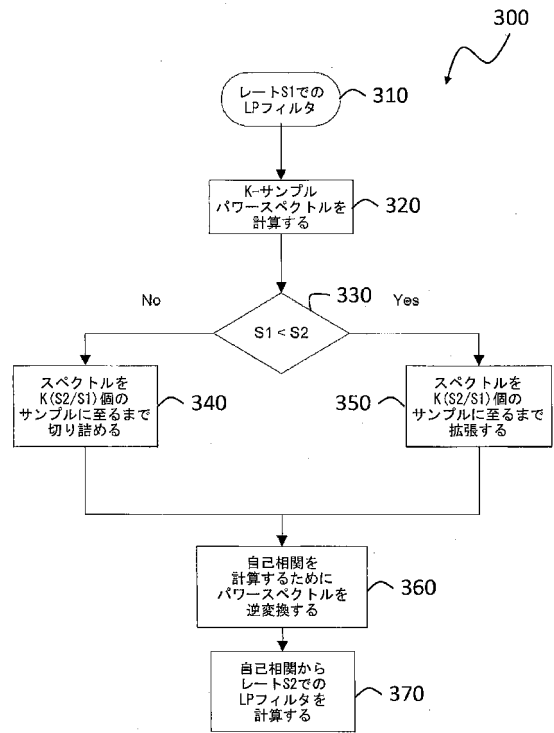 300
レートS1での
LPフィルタ
310
K-サンプル
パワースペクトルを
計算する
320
330
No
Yes
S1 < S2
スペクトルを
K(S2/S1)個の
サンプルに至るまで
切り詰める
340
350
スペクトルを
K(S2/S1)個の
サンプルに至るまで
拡張する
自己相関を
計算するために
パワースペクトルを
逆変換する
360
自己相関から
レートS2での
LPフィルタを
計算する
370